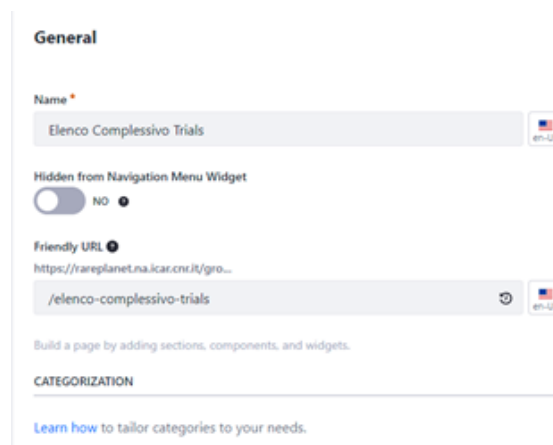 General
Name *
Elenco Complessivo Trials
en-U
Hidden from Navigation Menu Widget
NO
Friendly URL
https://rareplanet.na.icar.cnr.it/gro...
/elenco-complessivo-trials
en-U
Build a page by adding sections, components, and widgets.
CATEGORIZATION
Learn how to tailor categories to your needs.